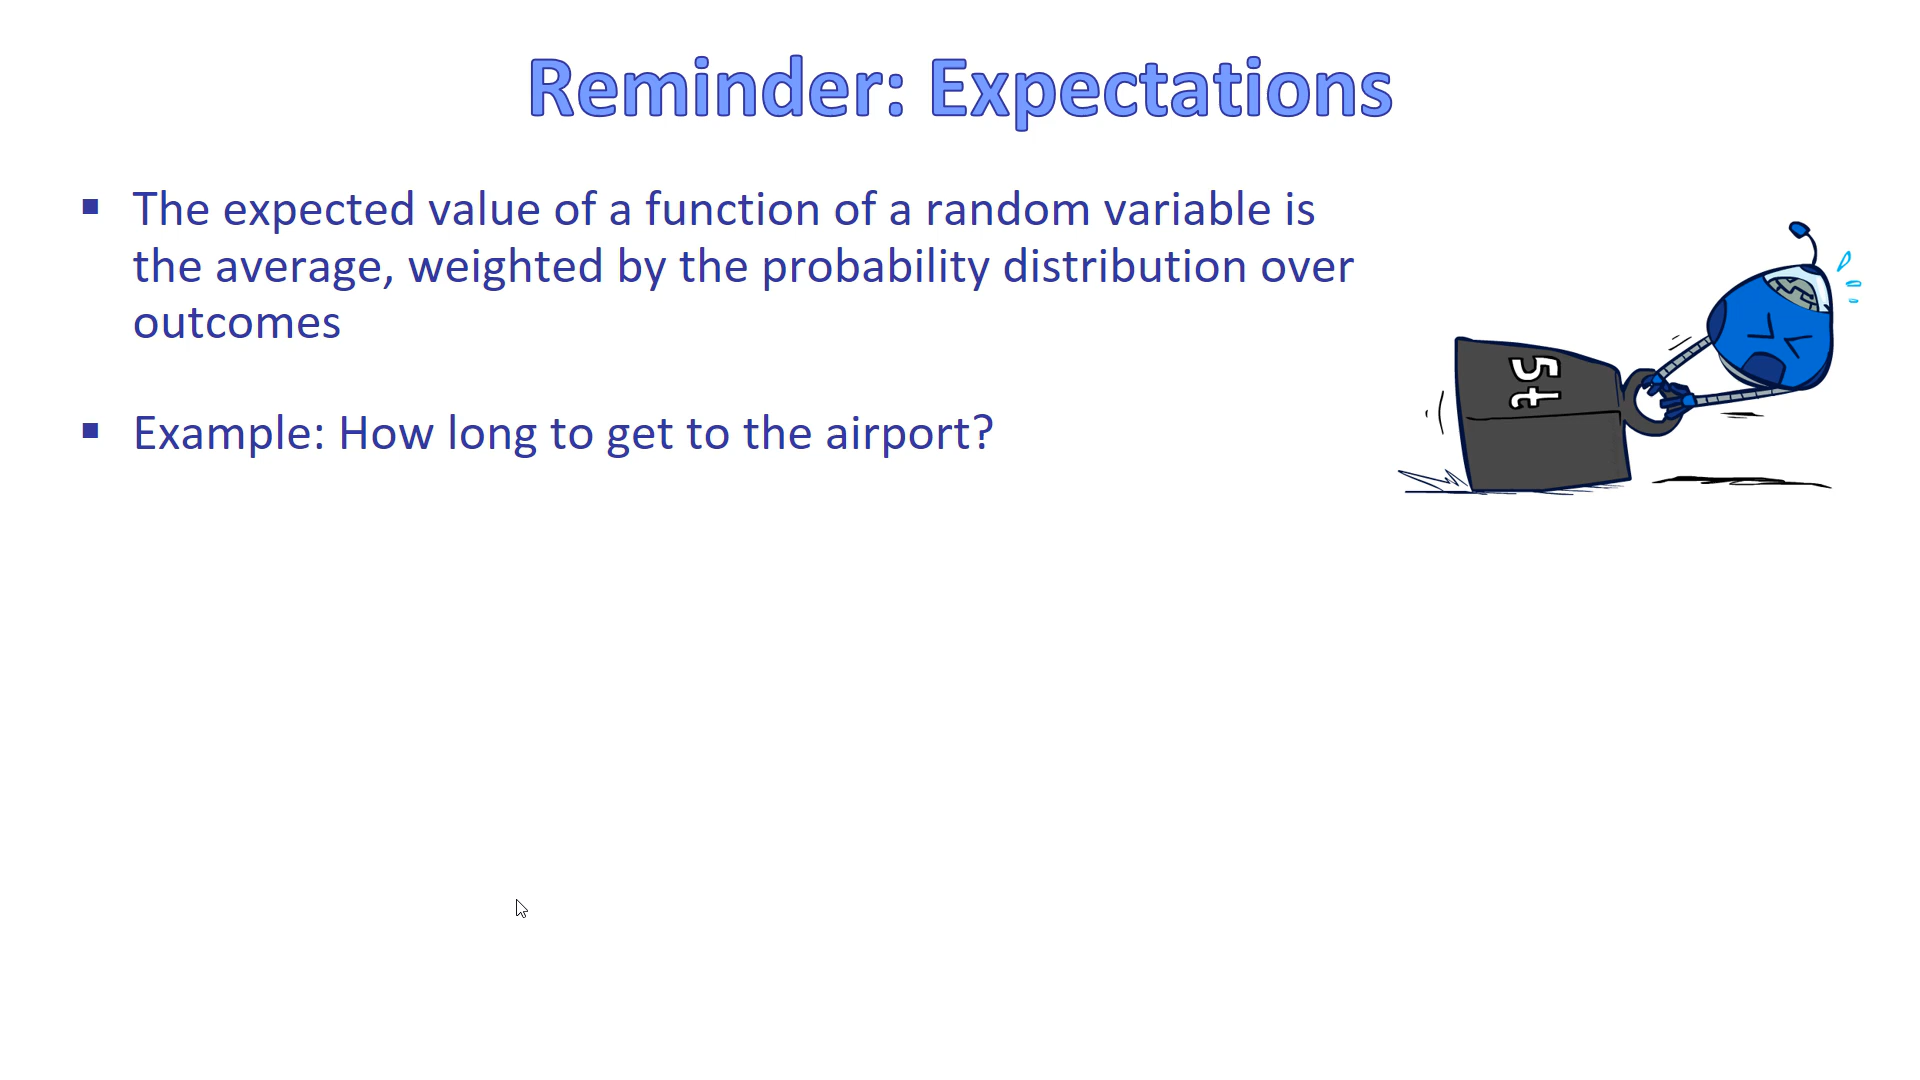 Reminder: Expectations
▪ The expected value of a function of a random variable is
the average, weighted by the probability distribution over
outcomes
▪ Example: How long to get to the airport?
5t